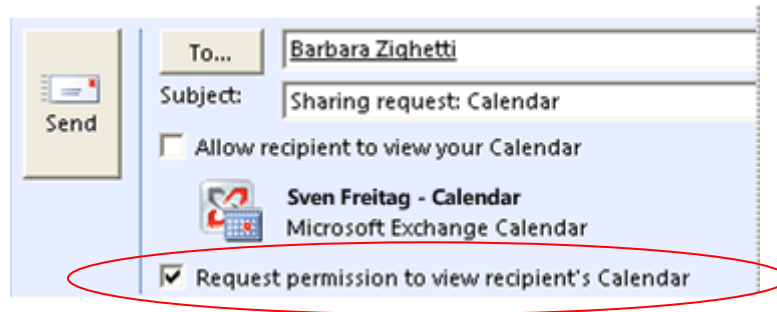 To...
Barbara Zighetti
Subject:
Sharing request: Calendar
Send
Allow recipient to view your Calendar
Sven Freitag - Calendar
Microsoft Exchange Calendar
Request permission to view recipient's Calendar